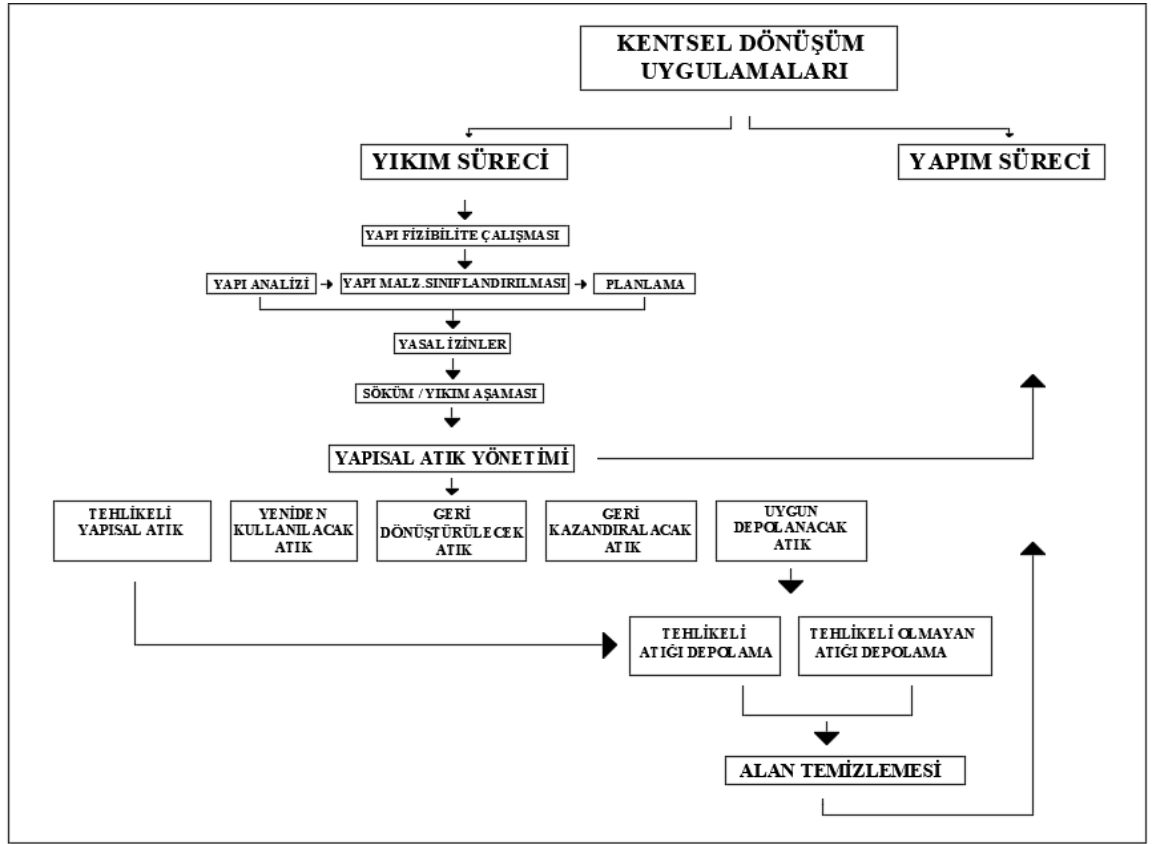 KENTSEL DÖNÜŞÜM
UYGULAMALARI
YIKIM SÜRECİ
YAPIM SÜRECİ
YAPI FİZİBİLİTE ÇALIŞMASI
YAPI ANALİZİ
YAPI MALZ.SINIFLANDIRILMASI
PLANLAMA
YASAL İZİNLER
SÖKÜM / YIKIM AŞAMASI
YAPISAL ATIK YÖNETİMİ
TEHLİKELİ
YAPISAL ATIK
YENİDEN
KULLANILACAK
ATIK
GERİ
DÖNÜŞTÜRÜLECEK
ATIK
GERİ
KAZANDIRALACAK
ATIK
UYGUN
DEPOLANACAK
ATIK
TEHLİKELİ
ATIĞI DEPOLAMA
TEHLİKELİ OLMAYAN
ATIĞI DEPOLAMA
ALAN TEMİZLEMESİ